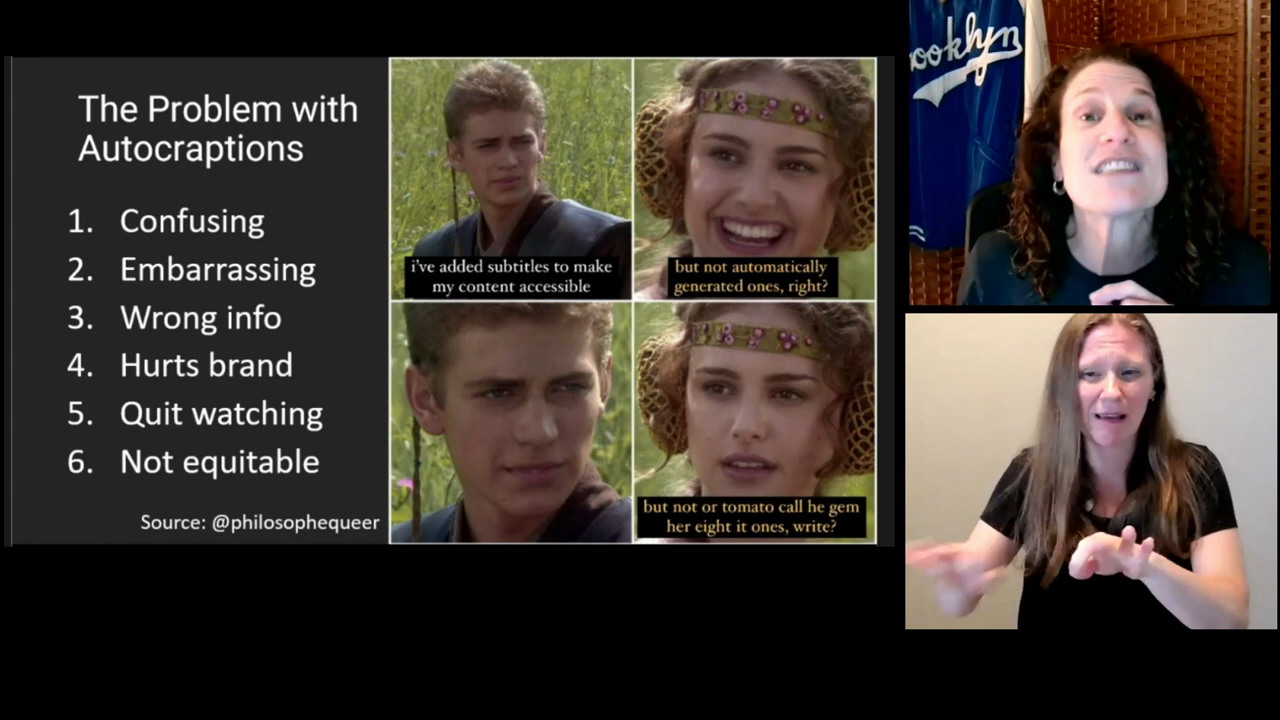 The Problem with
Autocraptions
1. Confusing
2. Embarrassing
3. Wrong info
4. Hurts brand
5. Quit watching
6. Not equitable
Source: @philosophequeer
i've added subtitles to make
my content accessible
but not automatically
generated ones, right?
but not or tomato call he gem
her eight it ones, write?
ooklyn